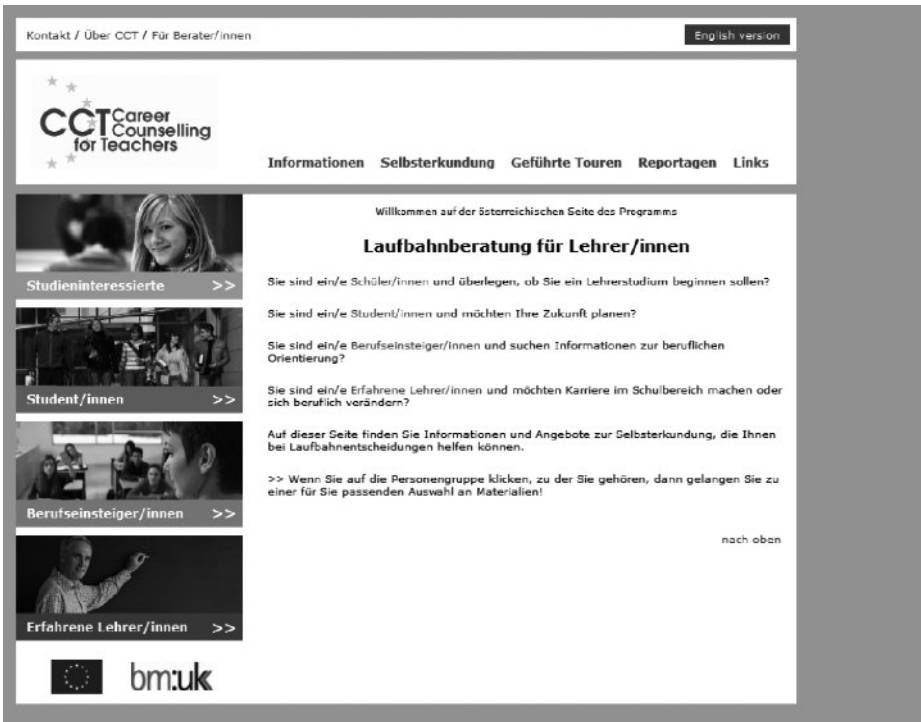 Kontakt / Über CCT / Für Berater/innen
English version
CCT Career
Counselling
for Teachers
Informationen Selbsterkundung Geführte Touren Reportagen Links
Willkommen auf der österreichischen Seite des Programms
Laufbahnberatung für Lehrer/innen
Studieninteressierte >>
Sie sind ein/e Schüler/innen und überlegen, ob Sie ein Lehrerstudium beginnen sollen?
Sie sind ein/e Student/innen und möchten Ihre Zukunft planen?
Sie sind ein/e Berufseinsteiger/innen und suchen Informationen zur beruflichen
Orientierung?
Student/innen >>
Sie sind ein/e Erfahrene Lehrer/innen und möchten Karriere im Schulbereich machen oder
sich beruflich verändern?
Auf dieser Seite finden Sie Informationen und Angebote zur Selbsterkundung, die Ihnen
bei Laufbahnentscheidungen helfen können.
>> Wenn Sie auf die Personengruppe klicken, zu der Sie gehören, dann gelangen Sie zu
einer für Sie passenden Auswahl an Materialien!
Berufseinsteiger/innen >>
nach oben
Erfahrene Lehrer/innen >>
bm:uk